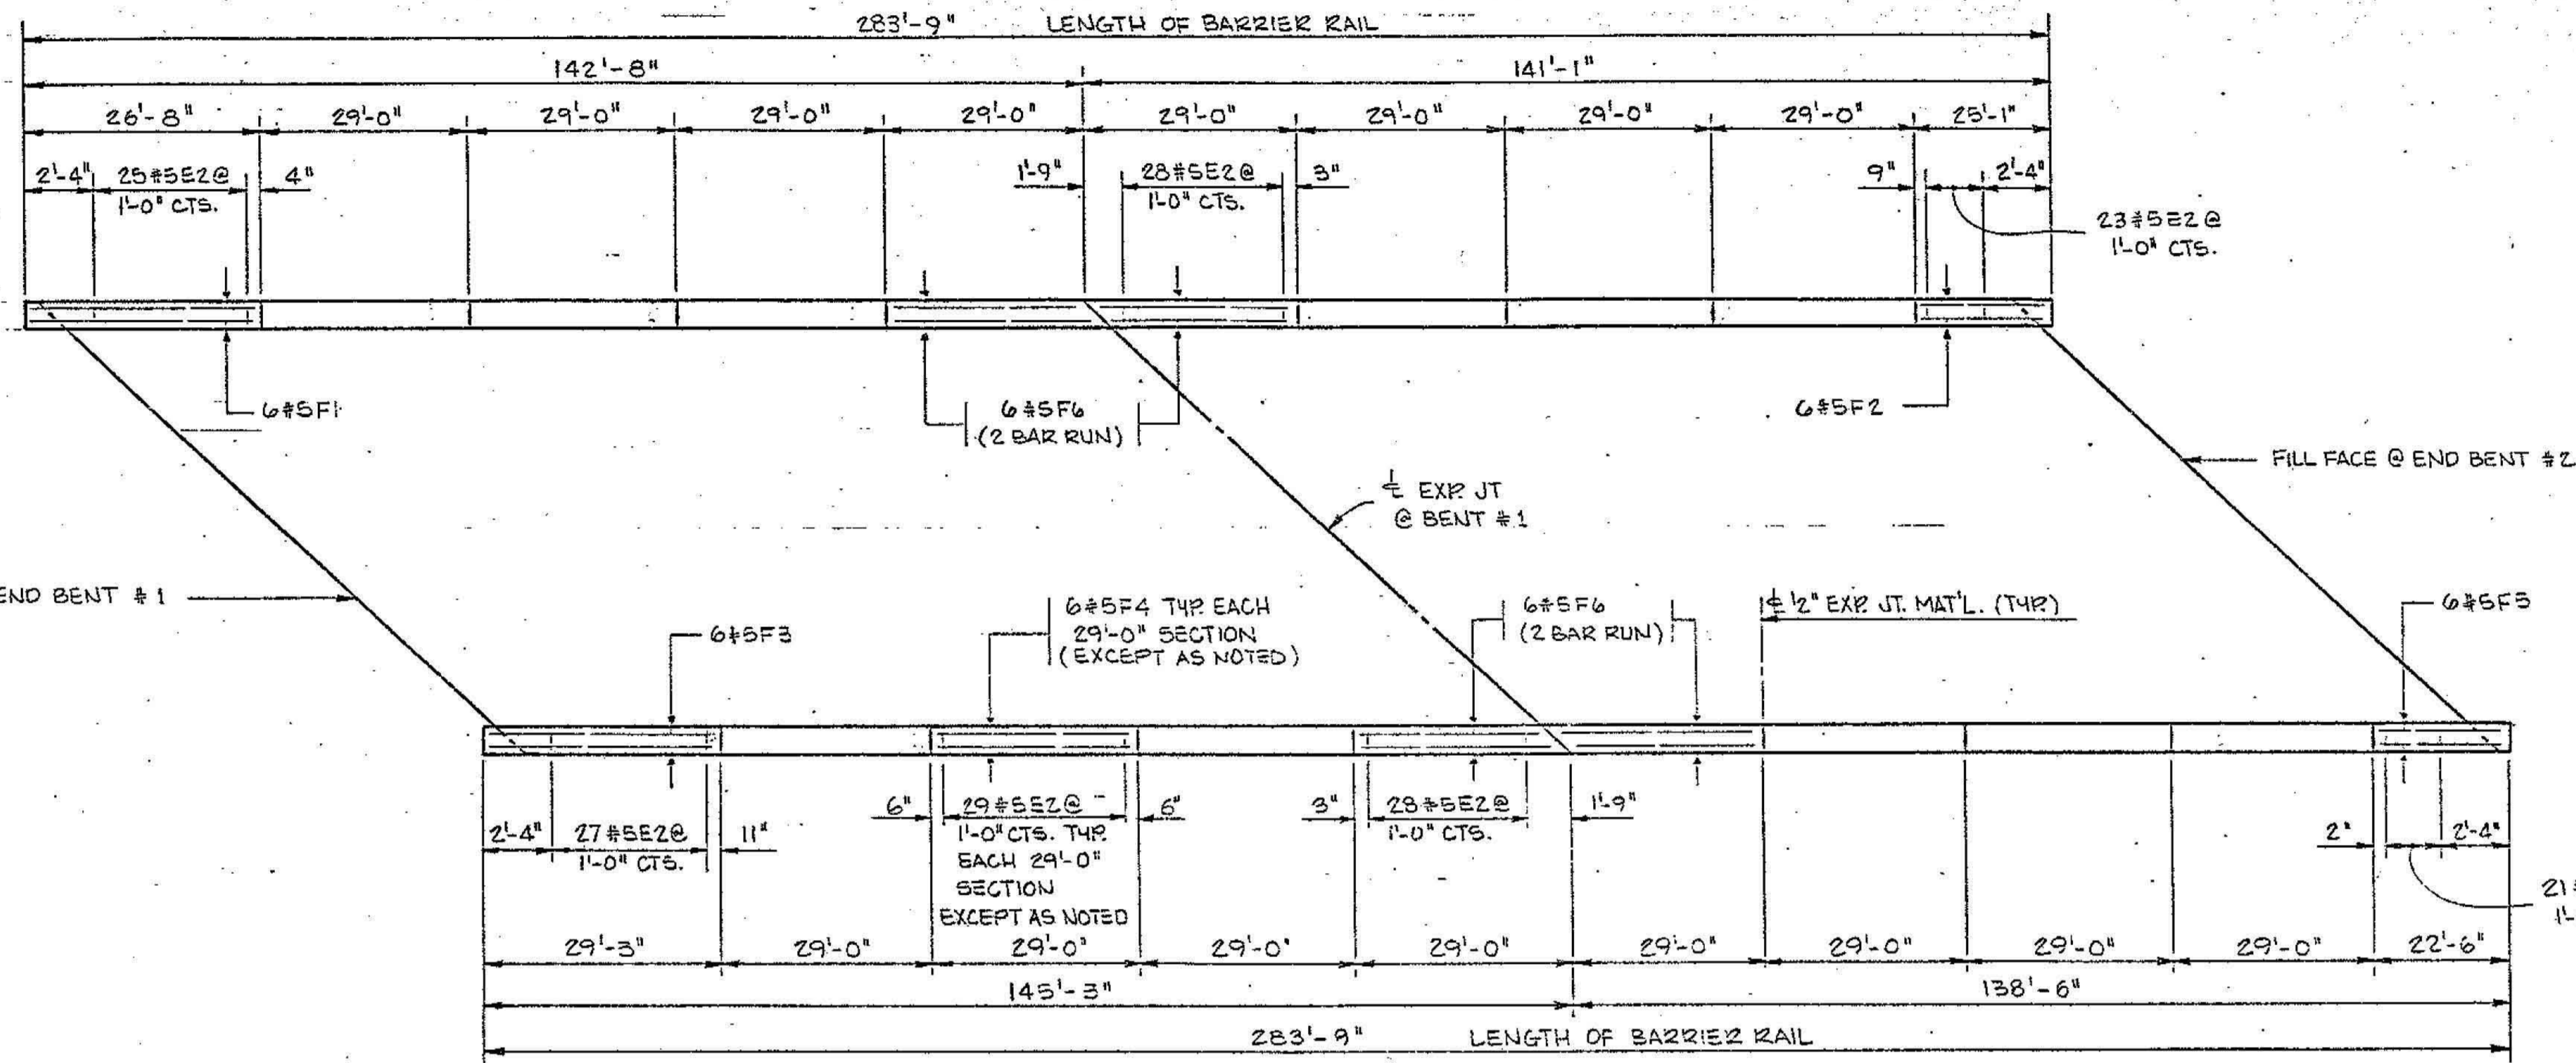 283'-9" LENGTH OF BARRIER RAIL
142'-8" 141'-1"
26'-8" 29'-0" 29'-0" 29'-0" 29'-0" 29'-0" 29'-0" 29'-0" 29'-0" 25'-1"
2'-4" 25#5E2@ 4"
1'-0" CTS.
1'-9" 28#5E2@ 3"
1'-0" CTS.
9" 2'-4"
23#5E2@
1'-0" CTS.
6#5F1
6#5F6
(2 BAR RUN)
6#5F2
FILL FACE @ END BENT #2
℄ EXP. JT
@ BENT #1
END BENT #1
6#5F3
6#5F4 TYP. EACH
29'-0" SECTION
(EXCEPT AS NOTED)
6#5F6
(2 BAR RUN)
℄ 1/2" EXP. JT. MAT'L. (TYP.)
6#5F5
2'-4" 27#5E2@ 11"
1'-0" CTS.
6" 29#5E2@ 6"
1'-0" CTS. TYP.
EACH 29'-0"
SECTION
EXCEPT AS NOTED
3" 28#5E2@ 1'-9"
1'-0" CTS.
2" 2'-4"
21
29'-3" 29'-0" 29'-0" 29'-0" 29'-0" 29'-0" 29'-0" 29'-0" 29'-0" 22'-6"
145'-3" 138'-6"
283'-9" LENGTH OF BARRIER RAIL